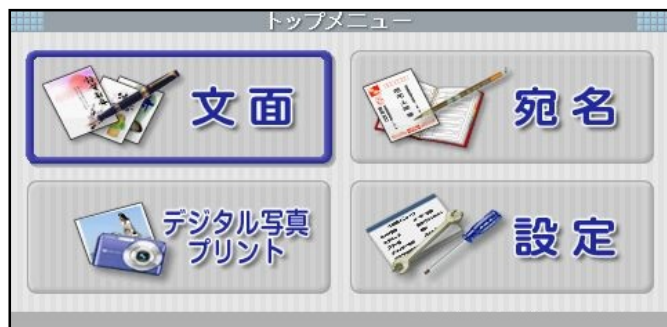 トップメニュー
文面
宛名
デジタル写真
プリント
設定